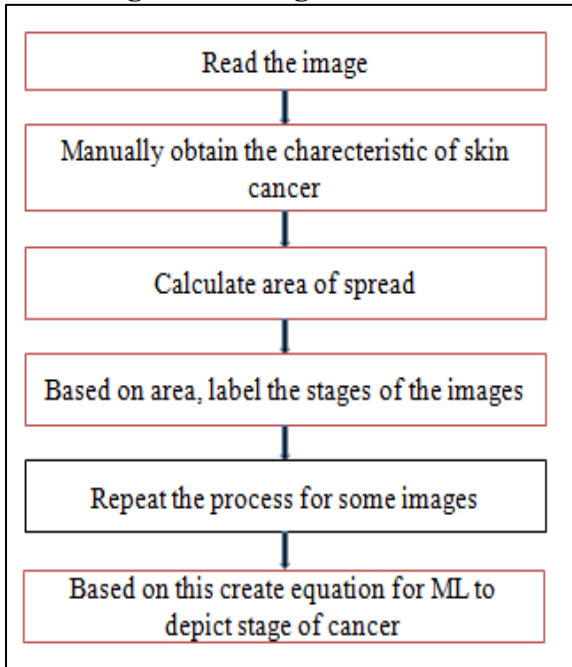 Read the image
Manually obtain the charecteristic of skin
cancer
Calculate area of spread
Based on area, label the stages of the images
Repeat the process for some images
Based on this create equation for ML to
depict stage of cancer